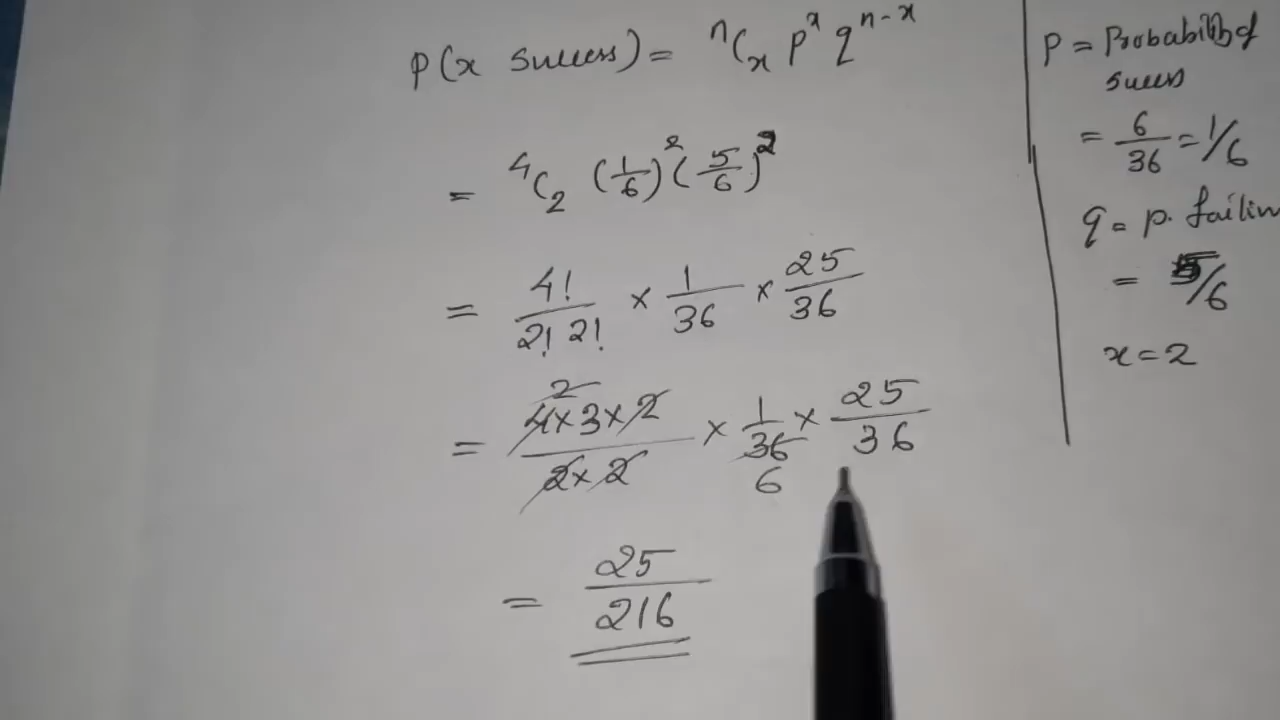 P(x success) = ⁿCₓ pˣ qⁿ⁻ˣ
= ⁴C₂ (1/6)² (5/6)²
= 4!/(2! 2!) × 1/36 × 25/36
= (4×3×2)/(2×2) × 1/36 × 25/36
2
6
= 25/216
P = Probability of
success
= 6/36 = 1/6
q = p. failin
= 5/6
x = 2